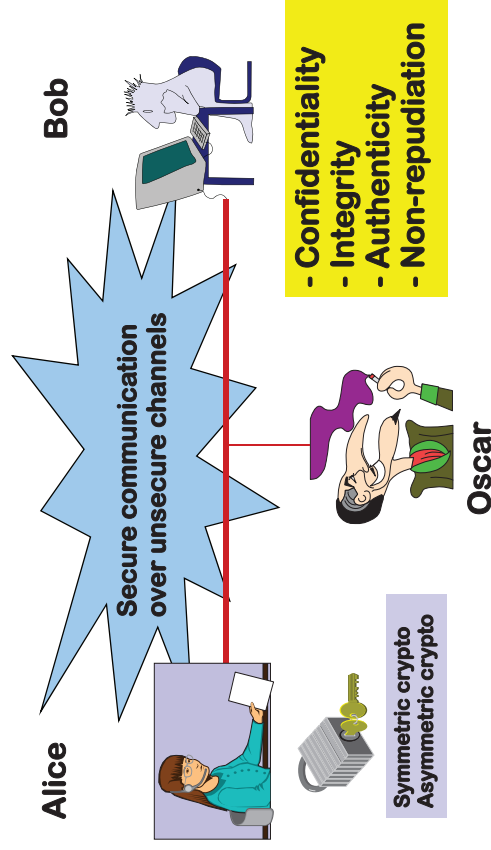 Alice
Bob
Secure communication
over unsecure channels
Symmetric crypto
Asymmetric crypto
Oscar
- Confidentiality
- Integrity
- Authenticity
- Non-repudiation